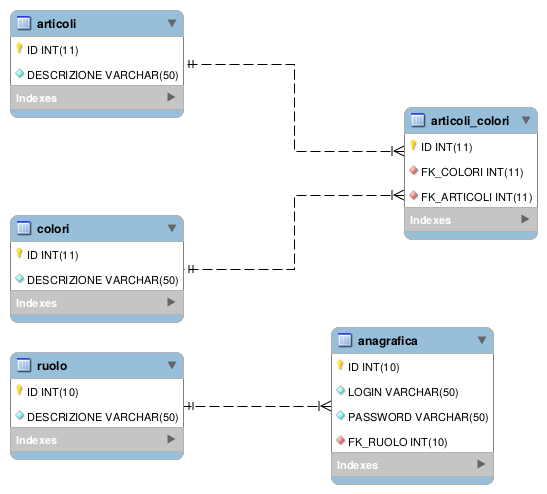 articoli
ID INT(11)
DESCRIZIONE VARCHAR(50)
Indexes
articoli_colori
ID INT(11)
FK_COLORI INT(11)
FK_ARTICOLI INT(11)
Indexes
colori
ID INT(11)
DESCRIZIONE VARCHAR(50)
Indexes
ruolo
ID INT(10)
DESCRIZIONE VARCHAR(50)
Indexes
anagrafica
ID INT(10)
LOGIN VARCHAR(50)
PASSWORD VARCHAR(50)
FK_RUOLO INT(10)
Indexes